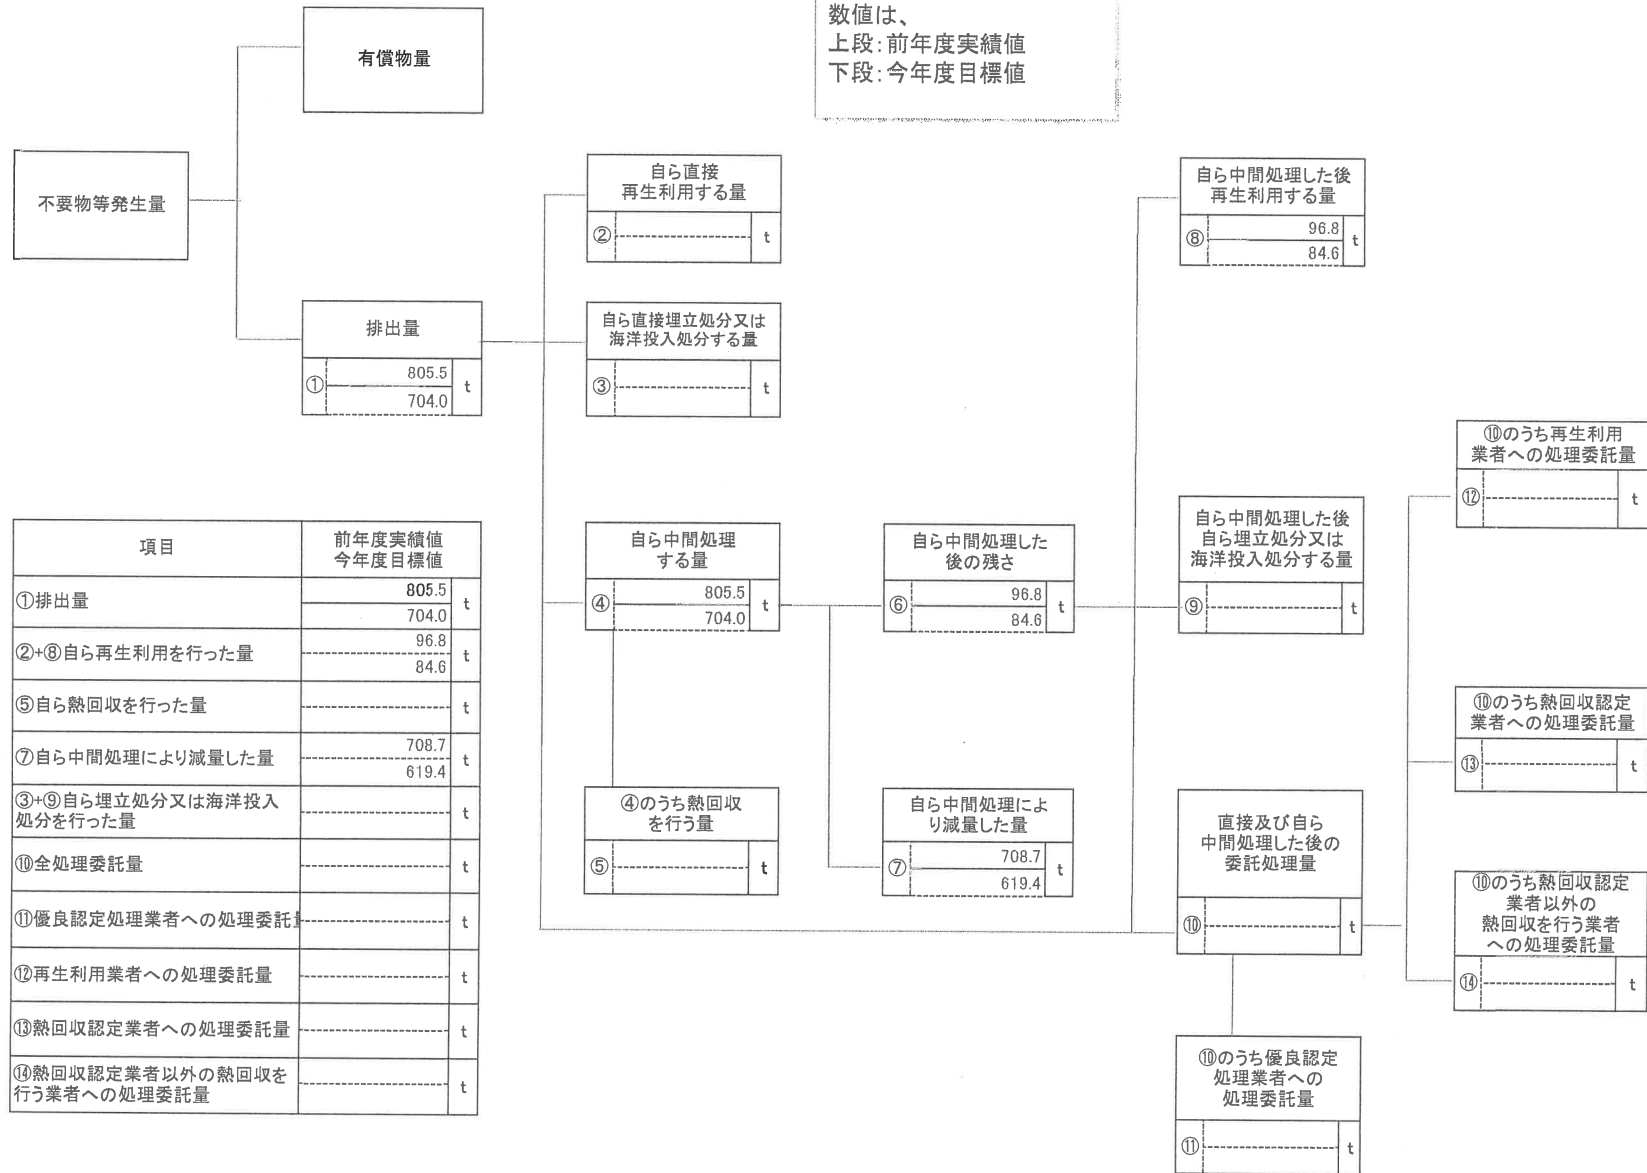 有償物量
数値は、
上段:前年度実績値
下段:今年度目標値
不要物等発生量
自ら直接
再生利用する量
② t
自ら中間処理した後
再生利用する量
⑧ 96.8 t
84.6
排出量
① 805.5 t
704.0
自ら直接埋立処分又は
海洋投入処分する量
③ t
⑩のうち再生利用
業者への処理委託量
⑫ t
自ら中間処理
する量
④ 805.5 t
704.0
自ら中間処理した
後の残さ
⑥ 96.8 t
84.6
自ら中間処理した後
自ら埋立処分又は
海洋投入処分する量
⑨ t
⑩のうち熱回収認定
業者への処理委託量
⑬ t
④のうち熱回収
を行う量
⑤ t
自ら中間処理によ
り減量した量
⑦ 708.7 t
619.4
直接及び自ら
中間処理した後の
委託処理量
⑩ t
⑩のうち熱回収認定
業者以外の
熱回収を行う業者
への処理委託量
⑭ t
⑩のうち優良認定
処理業者への
処理委託量
⑪ t
項目 前年度実績値
今年度目標値
①排出量 805.5 t
704.0
②+⑧自ら再生利用を行った量 96.8 t
84.6
⑤自ら熱回収を行った量 t
⑦自ら中間処理により減量した量 708.7 t
619.4
③+⑨自ら埋立処分又は海洋投入
処分を行った量 t
⑩全処理委託量 t
⑪優良認定処理業者への処理委託 t
⑫再生利用業者への処理委託量 t
⑬熱回収認定業者への処理委託量 t
⑭熱回収認定業者以外の熱回収を
行う業者への処理委託量 t